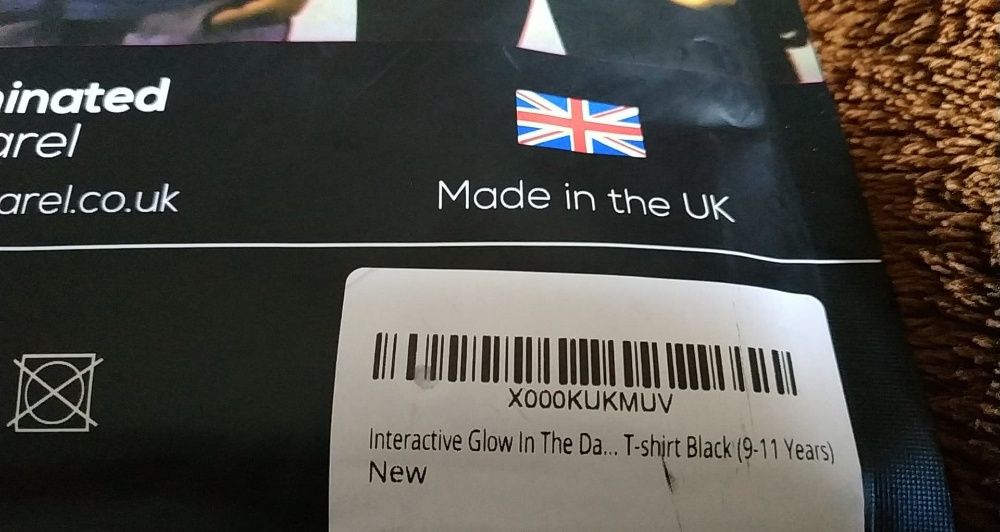 inated
arel
arel.co.uk
Made in the UK
X000KUKMUV
Interactive Glow In The Da... T-shirt Black (9-11 Years)
New